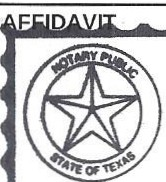 AFFIDAVIT
NOTARY PUBLIC
STATE OF TEXAS